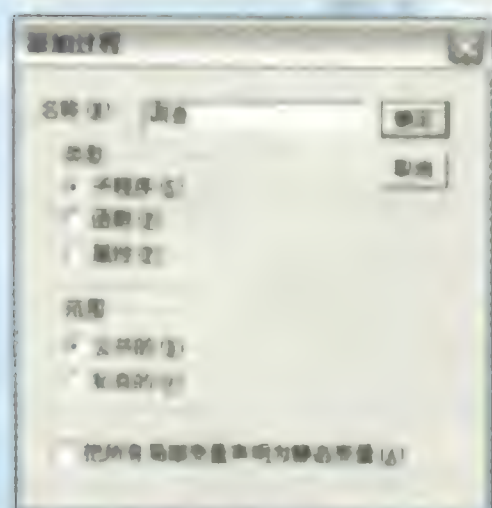 添加过程
名称(N)
确定
取消
类型
子程序(S)
函数(F)
属性(P)
范围
公共的(B)
私有的(V)
把所有局部变量声明为静态变量(A)